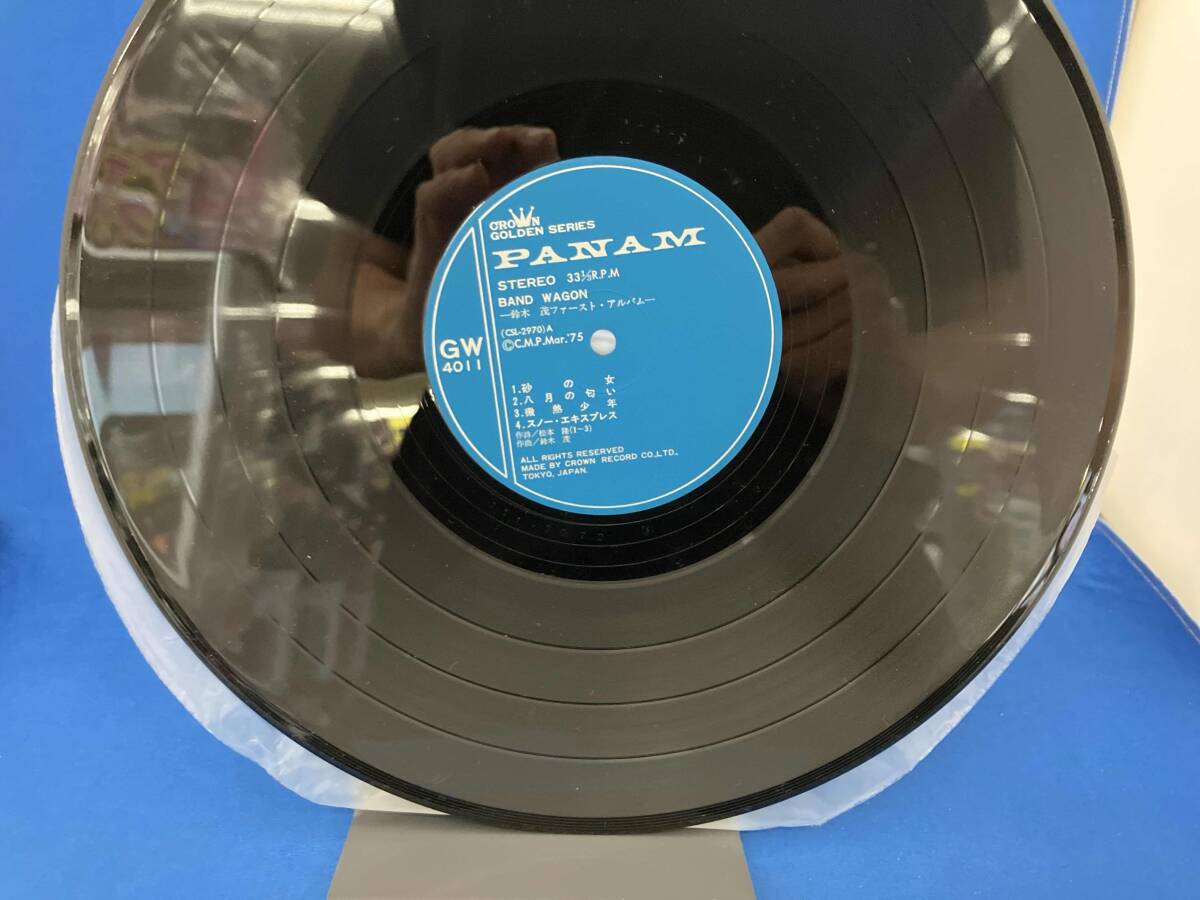 CROWN
GOLDEN SERIES
PANAM
STEREO 33⅓R.P.M
BAND WAGON
—鈴木 茂ファースト・アルバム—
(CSL-2970)A
ⒸC.M.P.Mar.'75
GW
4011
1.砂の女
2.八月の匂い
3.微熱少年
4.スノー・エキスプレス
作詩/松本 隆(1~3)
作曲/鈴木 茂
ALL RIGHTS RESERVED
MADE BY CROWN RECORD CO.,LTD.,
TOKYO, JAPAN.